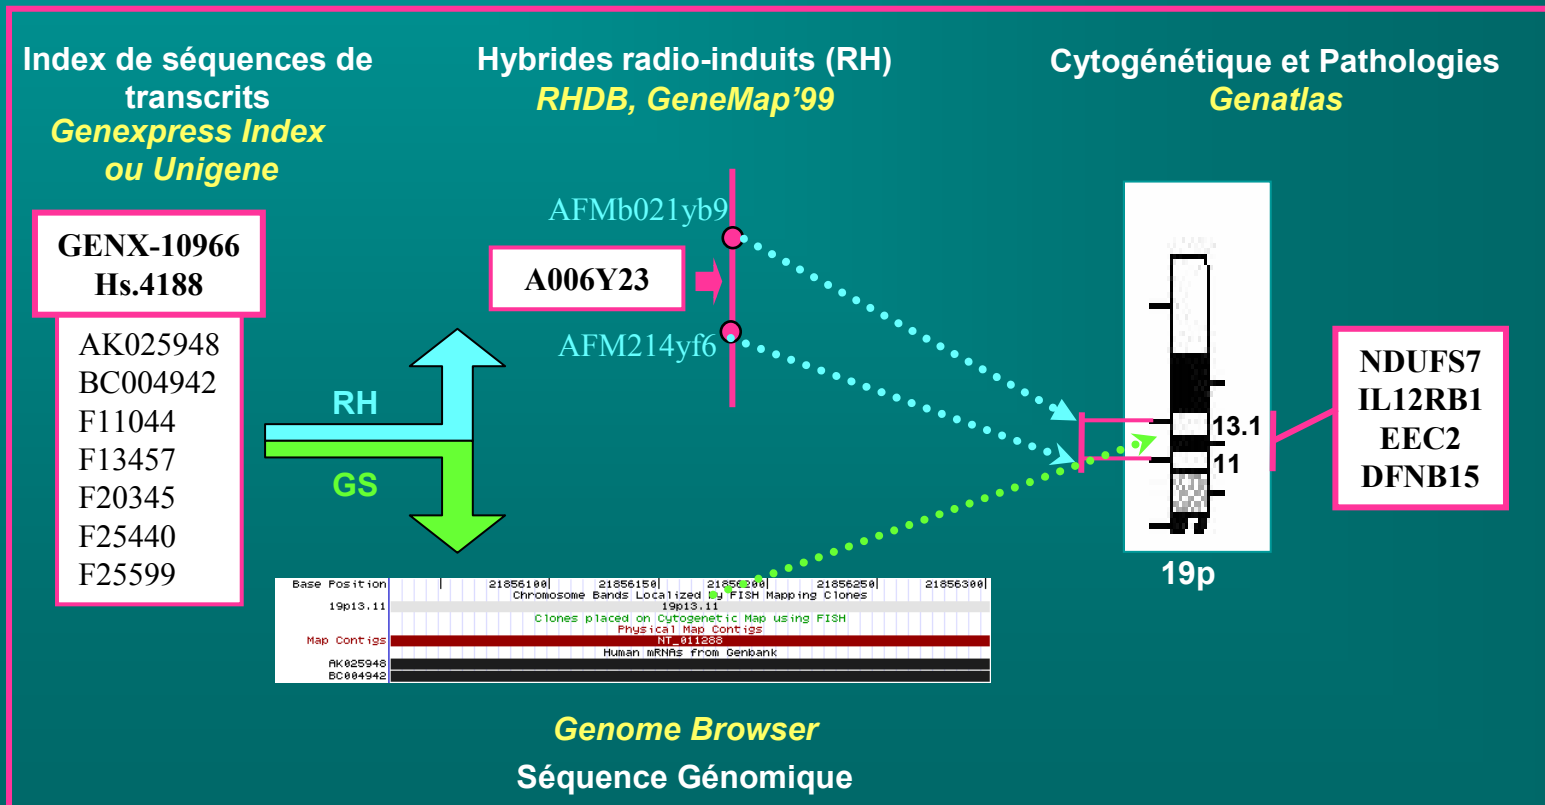 Index de séquences de
transcrits
Genexpress Index
ou Unigene
GENX-10966
Hs.4188
AK025948
BC004942
F11044
F13457
F20345
F25440
F25599
RH
GS
Hybrides radio-induits (RH)
RHDB, GeneMap’99
AFMb021yb9
A006Y23
AFM214yf6
Cytogénétique et Pathologies
Genatlas
13.1
11
19p
NDUFS7
IL12RB1
EEC2
DFNB15
Base Position 21856100| 21856150| 21856200| 21856250| 21856300|
Chromosome Bands Localized by FISH Mapping Clones
19p13.11 19p13.11
Clones placed on Cytogenetic Map using FISH
Physical Map Contigs
Map Contigs NT_011288
Human mRNAs from Genbank
AK025948
BC004942
Genome Browser
Séquence Génomique